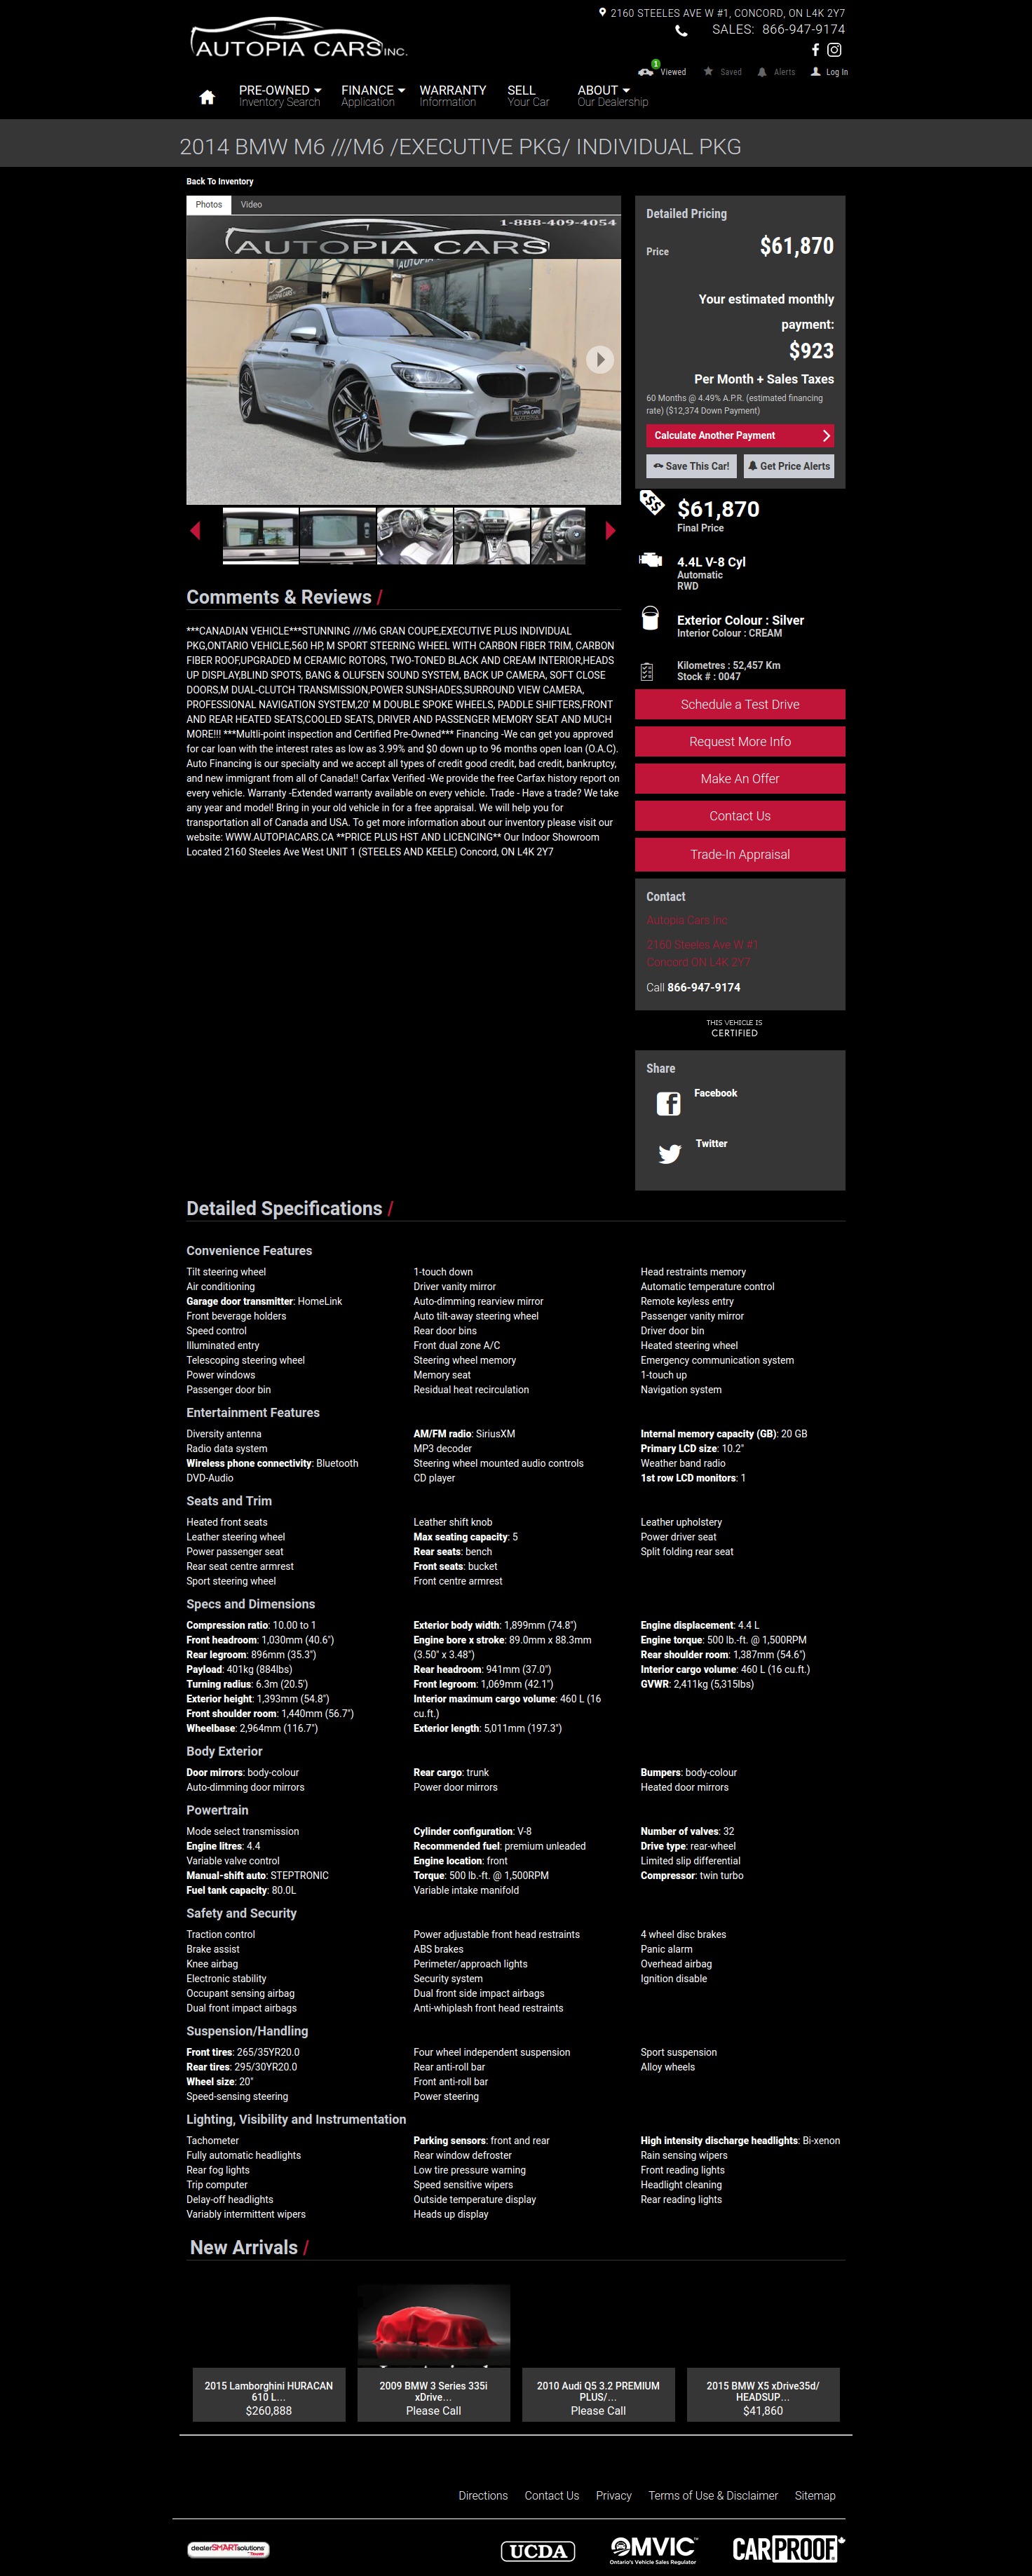 AUTOPIA CARS INC.
2160 STEELES AVE W #1, CONCORD, ON L4K 2Y7
SALES: 866-947-9174
1
Viewed
Saved
Alerts
Log In
PRE-OWNED
Inventory Search
FINANCE
Application
WARRANTY
Information
SELL
Your Car
ABOUT
Our Dealership
2014 BMW M6 ///M6 /EXECUTIVE PKG/ INDIVIDUAL PKG
Back To Inventory
Photos
Video
1-888-409-4054
AUTOPIA CARS
Detailed Pricing
Price
$61,870
Your estimated monthly
payment:
$923
Per Month + Sales Taxes
60 Months @ 4.49% A.P.R. (estimated financing
rate) ($12,374 Down Payment)
Calculate Another Payment
Save This Car!
Get Price Alerts
$61,870
Final Price
4.4L V-8 Cyl
Automatic
RWD
Exterior Colour : Silver
Interior Colour : CREAM
Kilometres : 52,457 Km
Stock # : 0047
Schedule a Test Drive
Request More Info
Make An Offer
Contact Us
Trade-In Appraisal
Contact
Autopia Cars Inc
2160 Steeles Ave W #1
Concord ON L4K 2Y7
Call 866-947-9174
THIS VEHICLE IS
CERTIFIED
Share
Facebook
Twitter
Comments & Reviews /
***CANADIAN VEHICLE***STUNNING ///M6 GRAN COUPE,EXECUTIVE PLUS INDIVIDUAL
PKG,ONTARIO VEHICLE,560 HP, M SPORT STEERING WHEEL WITH CARBON FIBER TRIM, CARBON
FIBER ROOF,UPGRADED M CERAMIC ROTORS, TWO-TONED BLACK AND CREAM INTERIOR,HEADS
UP DISPLAY,BLIND SPOTS, BANG & OLUFSEN SOUND SYSTEM, BACK UP CAMERA, SOFT CLOSE
DOORS,M DUAL-CLUTCH TRANSMISSION,POWER SUNSHADES,SURROUND VIEW CAMERA,
PROFESSIONAL NAVIGATION SYSTEM,20' M DOUBLE SPOKE WHEELS, PADDLE SHIFTERS,FRONT
AND REAR HEATED SEATS,COOLED SEATS, DRIVER AND PASSENGER MEMORY SEAT AND MUCH
MORE!!! ***Multli-point inspection and Certified Pre-Owned*** Financing -We can get you approved
for car loan with the interest rates as low as 3.99% and $0 down up to 96 months open loan (O.A.C).
Auto Financing is our specialty and we accept all types of credit good credit, bad credit, bankruptcy,
and new immigrant from all of Canada!! Carfax Verified -We provide the free Carfax history report on
every vehicle. Warranty -Extended warranty available on every vehicle. Trade - Have a trade? We take
any year and model! Bring in your old vehicle in for a free appraisal. We will help you for
transportation all of Canada and USA. To get more information about our inventory please visit our
website: WWW.AUTOPIACARS.CA **PRICE PLUS HST AND LICENCING** Our Indoor Showroom
Located 2160 Steeles Ave West UNIT 1 (STEELES AND KEELE) Concord, ON L4K 2Y7
Detailed Specifications /
Convenience Features
Tilt steering wheel
Air conditioning
Garage door transmitter: HomeLink
Front beverage holders
Speed control
Illuminated entry
Telescoping steering wheel
Power windows
Passenger door bin
1-touch down
Driver vanity mirror
Auto-dimming rearview mirror
Auto tilt-away steering wheel
Rear door bins
Front dual zone A/C
Steering wheel memory
Memory seat
Residual heat recirculation
Head restraints memory
Automatic temperature control
Remote keyless entry
Passenger vanity mirror
Driver door bin
Heated steering wheel
Emergency communication system
1-touch up
Navigation system
Entertainment Features
Diversity antenna
Radio data system
Wireless phone connectivity: Bluetooth
DVD-Audio
AM/FM radio: SiriusXM
MP3 decoder
Steering wheel mounted audio controls
CD player
Internal memory capacity (GB): 20 GB
Primary LCD size: 10.2"
Weather band radio
1st row LCD monitors: 1
Seats and Trim
Heated front seats
Leather steering wheel
Power passenger seat
Rear seat centre armrest
Sport steering wheel
Leather shift knob
Max seating capacity: 5
Rear seats: bench
Front seats: bucket
Front centre armrest
Leather upholstery
Power driver seat
Split folding rear seat
Specs and Dimensions
Compression ratio: 10.00 to 1
Front headroom: 1,030mm (40.6")
Rear legroom: 896mm (35.3")
Payload: 401kg (884lbs)
Turning radius: 6.3m (20.5')
Exterior height: 1,393mm (54.8")
Front shoulder room: 1,440mm (56.7")
Wheelbase: 2,964mm (116.7")
Exterior body width: 1,899mm (74.8")
Engine bore x stroke: 89.0mm x 88.3mm
(3.50" x 3.48")
Rear headroom: 941mm (37.0")
Front legroom: 1,069mm (42.1")
Interior maximum cargo volume: 460 L (16
cu.ft.)
Exterior length: 5,011mm (197.3")
Engine displacement: 4.4 L
Engine torque: 500 lb.-ft. @ 1,500RPM
Rear shoulder room: 1,387mm (54.6")
Interior cargo volume: 460 L (16 cu.ft.)
GVWR: 2,411kg (5,315lbs)
Body Exterior
Door mirrors: body-colour
Auto-dimming door mirrors
Rear cargo: trunk
Power door mirrors
Bumpers: body-colour
Heated door mirrors
Powertrain
Mode select transmission
Engine litres: 4.4
Variable valve control
Manual-shift auto: STEPTRONIC
Fuel tank capacity: 80.0L
Cylinder configuration: V-8
Recommended fuel: premium unleaded
Engine location: front
Torque: 500 lb.-ft. @ 1,500RPM
Variable intake manifold
Number of valves: 32
Drive type: rear-wheel
Limited slip differential
Compressor: twin turbo
Safety and Security
Traction control
Brake assist
Knee airbag
Electronic stability
Occupant sensing airbag
Dual front impact airbags
Power adjustable front head restraints
ABS brakes
Perimeter/approach lights
Security system
Dual front side impact airbags
Anti-whiplash front head restraints
4 wheel disc brakes
Panic alarm
Overhead airbag
Ignition disable
Suspension/Handling
Front tires: 265/35YR20.0
Rear tires: 295/30YR20.0
Wheel size: 20"
Speed-sensing steering
Four wheel independent suspension
Rear anti-roll bar
Front anti-roll bar
Power steering
Sport suspension
Alloy wheels
Lighting, Visibility and Instrumentation
Tachometer
Fully automatic headlights
Rear fog lights
Trip computer
Delay-off headlights
Variably intermittent wipers
Parking sensors: front and rear
Rear window defroster
Low tire pressure warning
Speed sensitive wipers
Outside temperature display
Heads up display
High intensity discharge headlights: Bi-xenon
Rain sensing wipers
Front reading lights
Headlight cleaning
Rear reading lights
New Arrivals /
2015 Lamborghini HURACAN
610 L...
$260,888
2009 BMW 3 Series 335i
xDrive...
Please Call
2010 Audi Q5 3.2 PREMIUM
PLUS/...
Please Call
2015 BMW X5 xDrive35d/
HEADSUP...
$41,860
Directions
Contact Us
Privacy
Terms of Use & Disclaimer
Sitemap
dealerSMARTsolutions
UCDA
OMVIC
Ontario's Vehicle Sales Regulator
CARPROOF